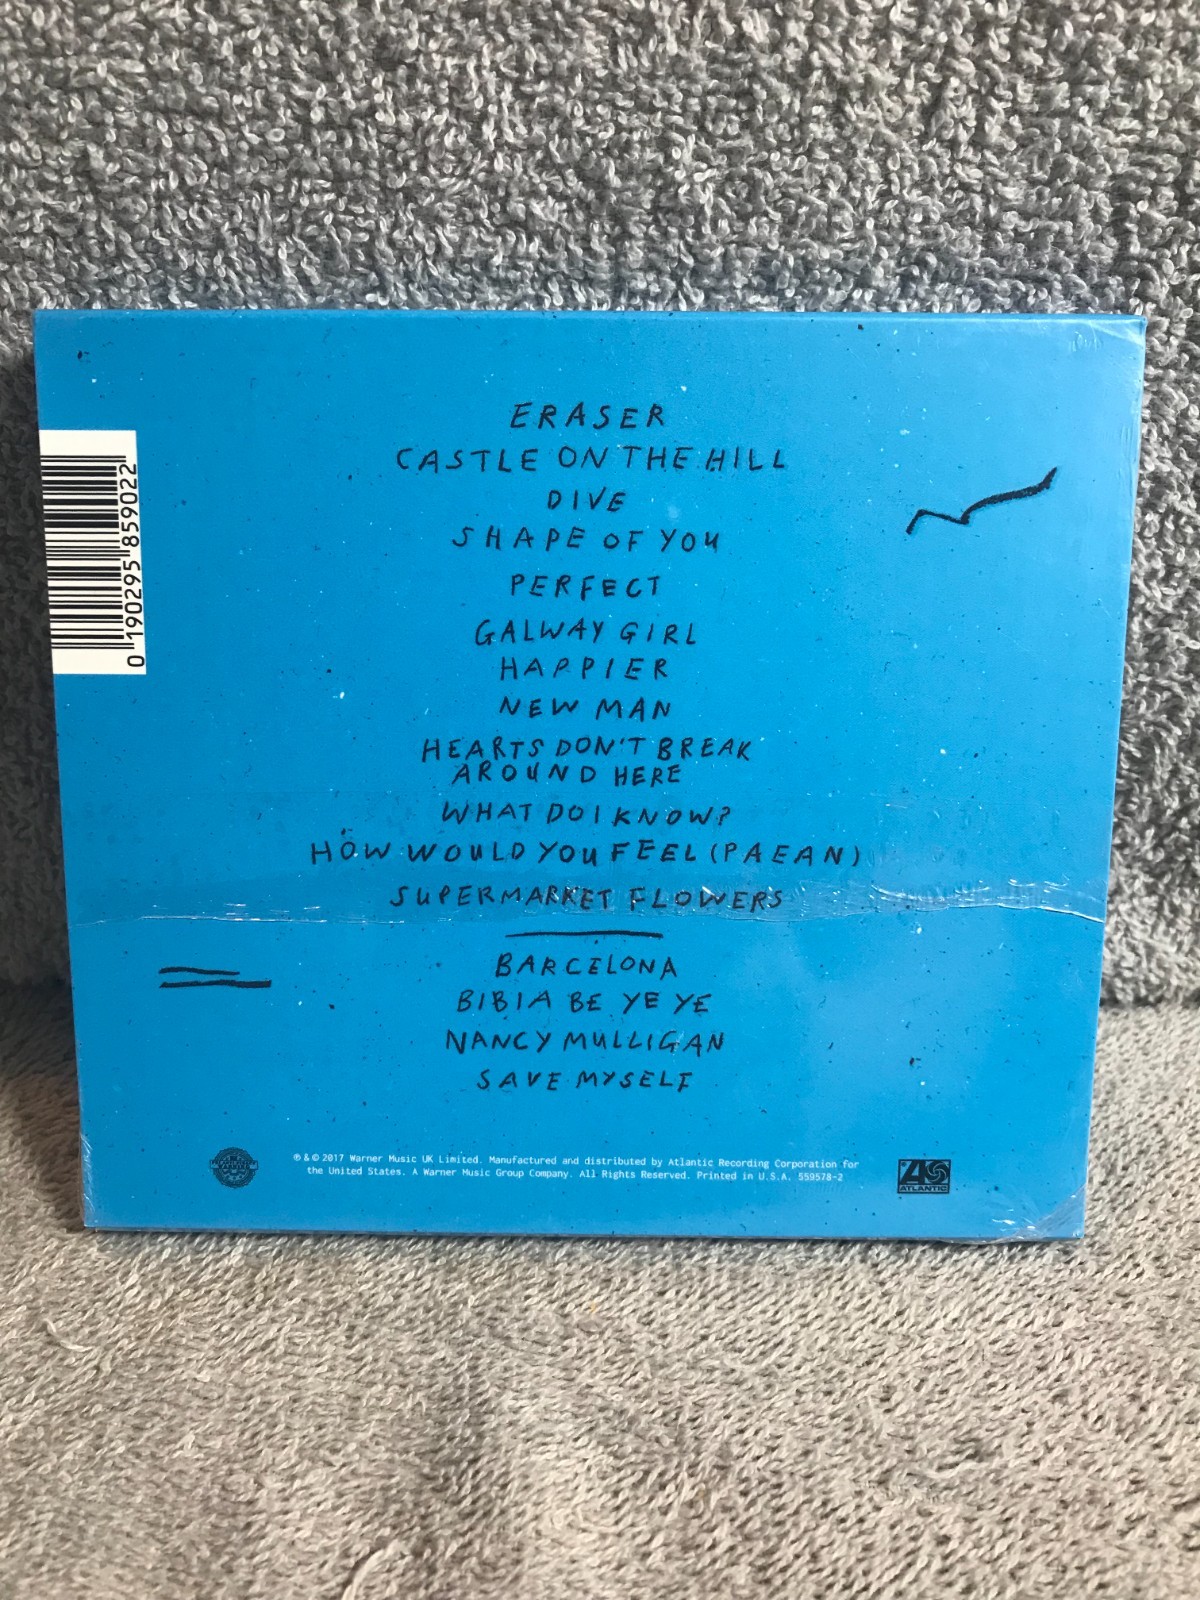 ERASER
CASTLE ON THE HILL
DIVE
SHAPE OF YOU
PERFECT
GALWAY GIRL
HAPPIER
NEW MAN
HEARTS DON'T BREAK
AROUND HERE
WHAT DO I KNOW?
HOW WOULD YOU FEEL (PAEAN)
SUPERMARKET FLOWERS
BARCELONA
BIBIA BE YE YE
NANCY MULLIGAN
SAVE MYSELF
0 190295 859022
℗ & © 2017 Warner Music UK Limited. Manufactured and distributed by Atlantic Recording Corporation for
the United States. A Warner Music Group Company. All Rights Reserved. Printed in U.S.A. 559578-2
ATLANTIC